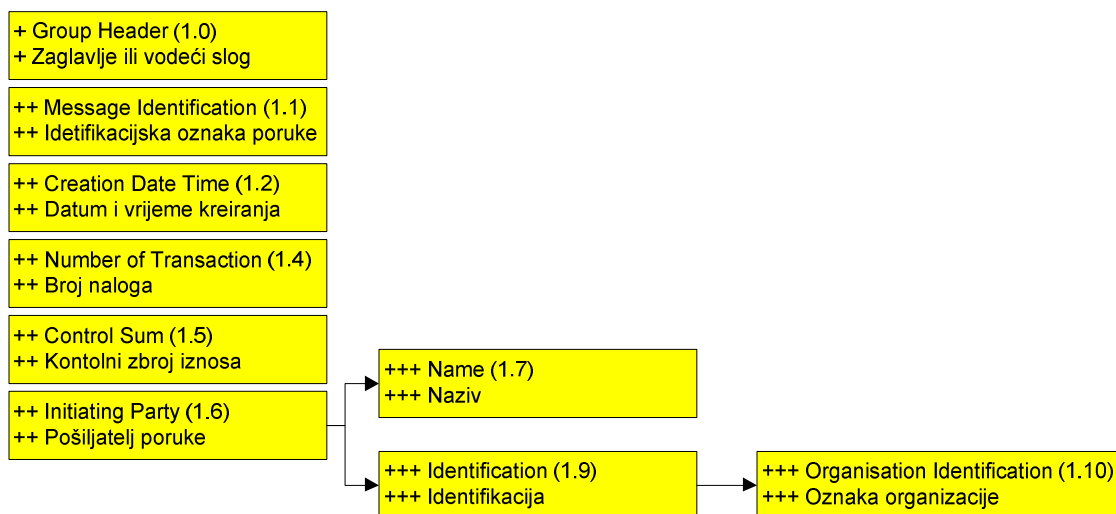 + Group Header (1.0)
+ Zaglavlje ili vodeći slog
++ Message Identification (1.1)
++ Idetifikacijska oznaka poruke
++ Creation Date Time (1.2)
++ Datum i vrijeme kreiranja
++ Number of Transaction (1.4)
++ Broj naloga
++ Control Sum (1.5)
++ Kontolni zbroj iznosa
++ Initiating Party (1.6)
++ Pošiljatelj poruke
+++ Name (1.7)
+++ Naziv
+++ Identification (1.9)
+++ Identifikacija
+++ Organisation Identification (1.10)
+++ Oznaka organizacije